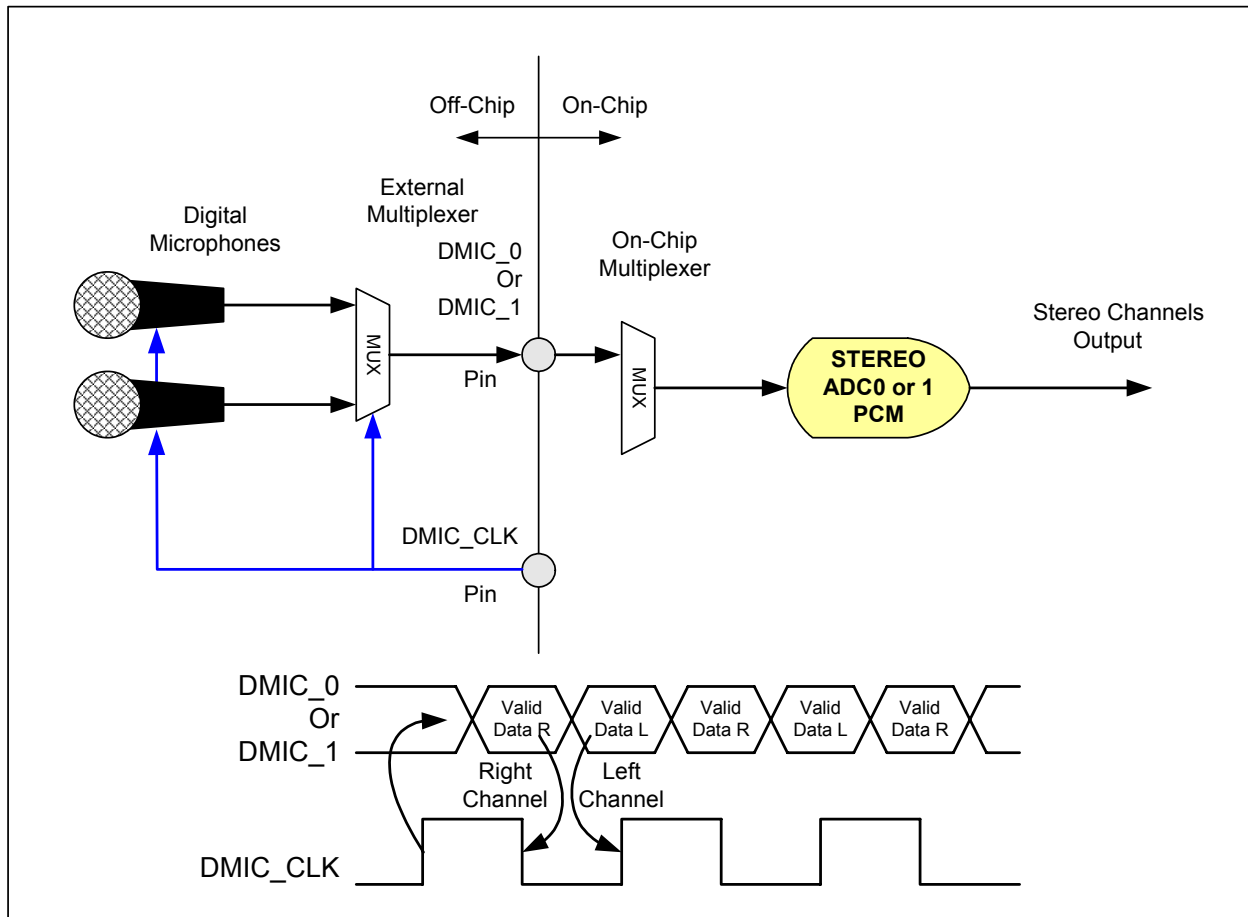 Off-Chip
On-Chip
External
Multiplexer
Digital
Microphones
DMIC_0
Or
DMIC_1
On-Chip
Multiplexer
Stereo Channels
Output
MUX
Pin
MUX
STEREO
ADC0 or 1
PCM
DMIC_CLK
Pin
DMIC_0
Or
DMIC_1
Valid
Data R
Valid
Data L
Valid
Data R
Valid
Data L
Valid
Data R
Right
Channel
Left
Channel
DMIC_CLK